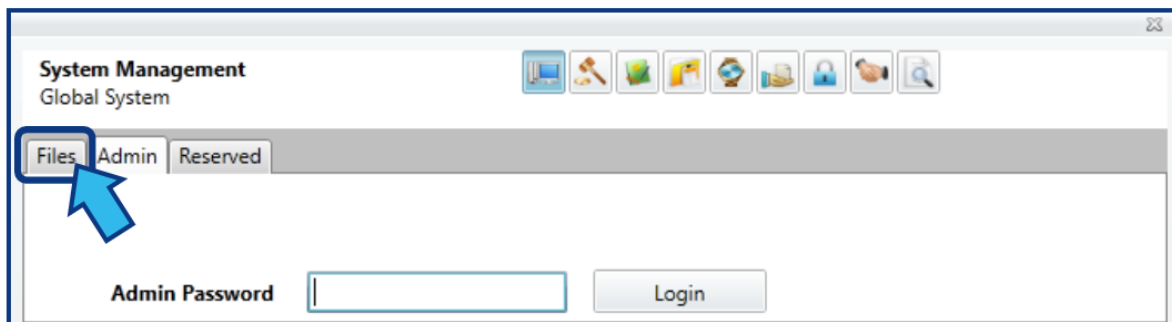 System Management
Global System
Files Admin Reserved
Admin Password Login